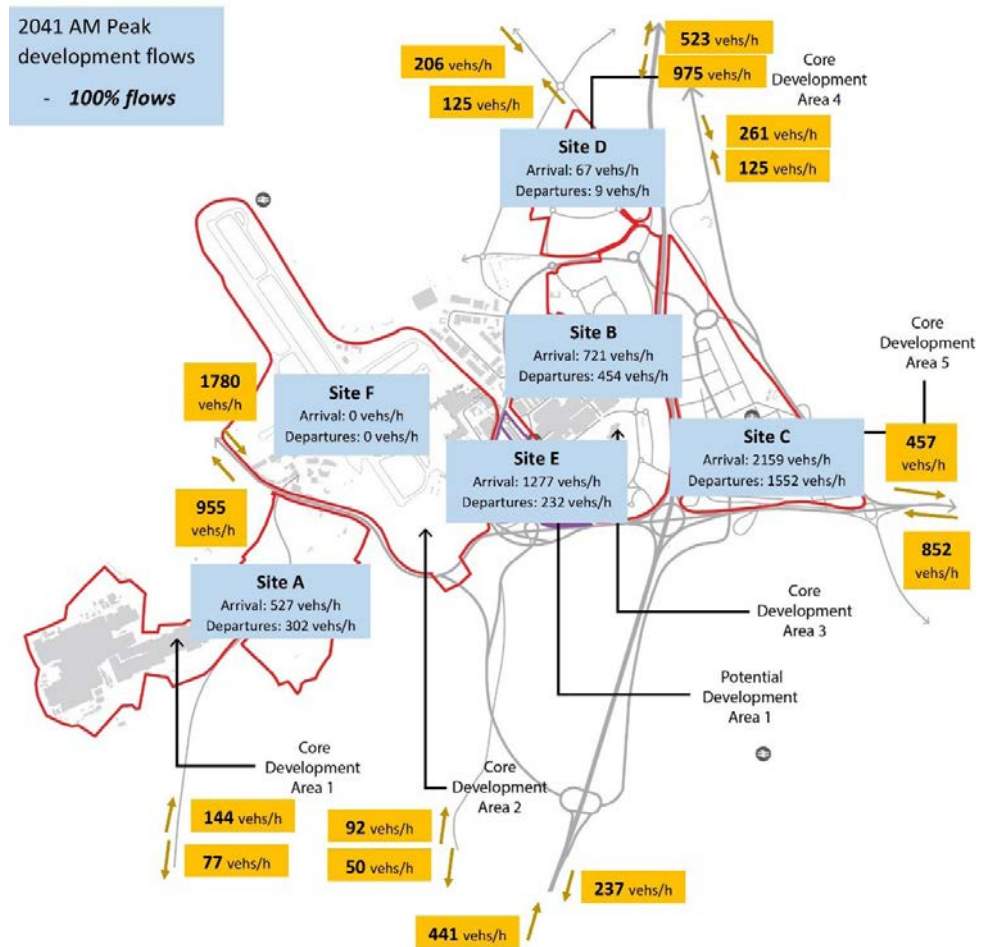 2041 AM Peak
development flows
- 100% flows
206 vehs/h
125 vehs/h
523 vehs/h
975 vehs/h
Core
Development
Area 4
261 vehs/h
125 vehs/h
Site D
Arrival: 67 vehs/h
Departures: 9 vehs/h
Site B
Arrival: 721 vehs/h
Departures: 454 vehs/h
Core
Development
Area 5
1780
vehs/h
Site F
Arrival: 0 vehs/h
Departures: 0 vehs/h
Site E
Arrival: 1277 vehs/h
Departures: 232 vehs/h
Site C
Arrival: 2159 vehs/h
Departures: 1552 vehs/h
457
vehs/h
955
vehs/h
852
vehs/h
Site A
Arrival: 527 vehs/h
Departures: 302 vehs/h
Core
Development
Area 3
Potential
Development
Area 1
Core
Development
Area 1
Core
Development
Area 2
144 vehs/h
77 vehs/h
92 vehs/h
50 vehs/h
237 vehs/h
441 vehs/h